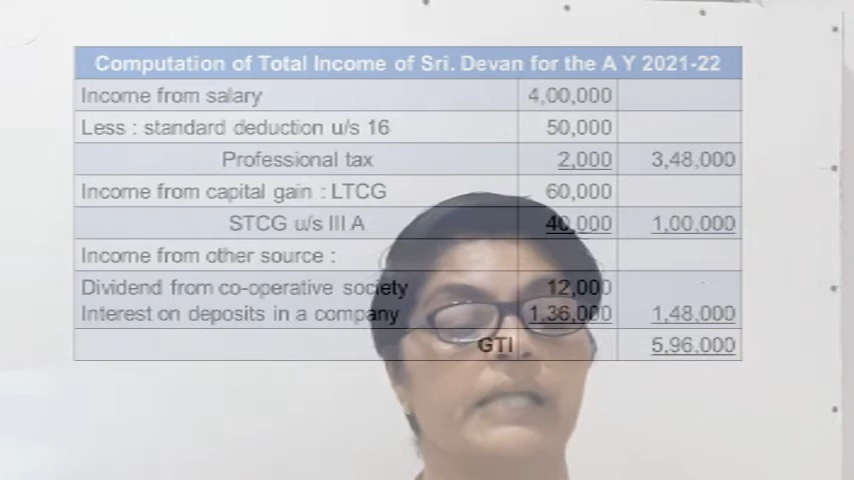 Computation of Total Income of Sri. Devan for the A Y 2021-22
Income from salary 4,00,000
Less : standard deduction u/s 16 50,000
Professional tax 2,000 3,48,000
Income from capital gain : LTCG 60,000
STCG u/s III A 40,000 1,00,000
Income from other source :
Dividend from co-operative society 12,000
Interest on deposits in a company 1,36,000 1,48,000
GTI 5,96,000